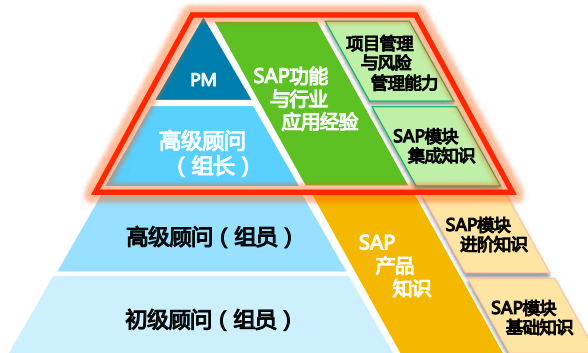 PM
高级顾问
（组长）
高级顾问（组员）
初级顾问（组员）
SAP功能
与行业
应用经验
SAP
产品
知识
项目管理
与风险
管理能力
SAP模块
集成知识
SAP模块
进阶知识
SAP模块
基础知识